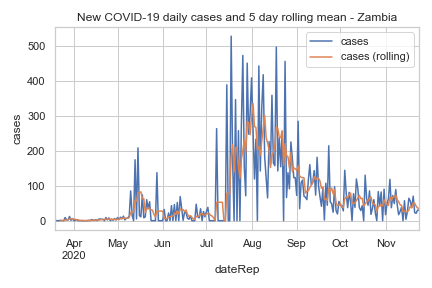 New COVID-19 daily cases and 5 day rolling mean - Zambia
cases
cases (rolling)
500
400
300
200
100
0
cases
Apr May Jun Jul Aug Sep Oct Nov
2020
dateRep